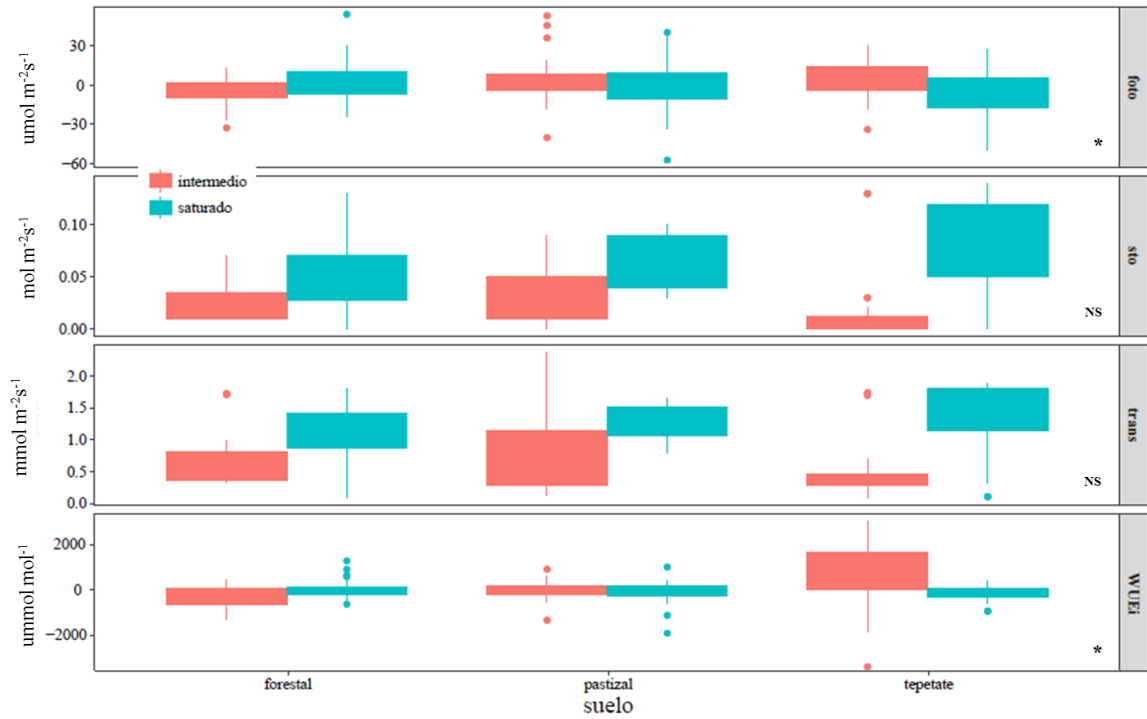 umol m⁻²s⁻¹
30
0
−30
−60
foto
*
intermedio
saturado
mol m⁻²s⁻¹
0.10
0.05
0.00
sto
NS
mmol m⁻²s⁻¹
2.0
1.5
1.0
0.5
0.0
trans
NS
ummol mol⁻¹
2000
0
−2000
WUEi
*
forestal pastizal tepetate
suelo